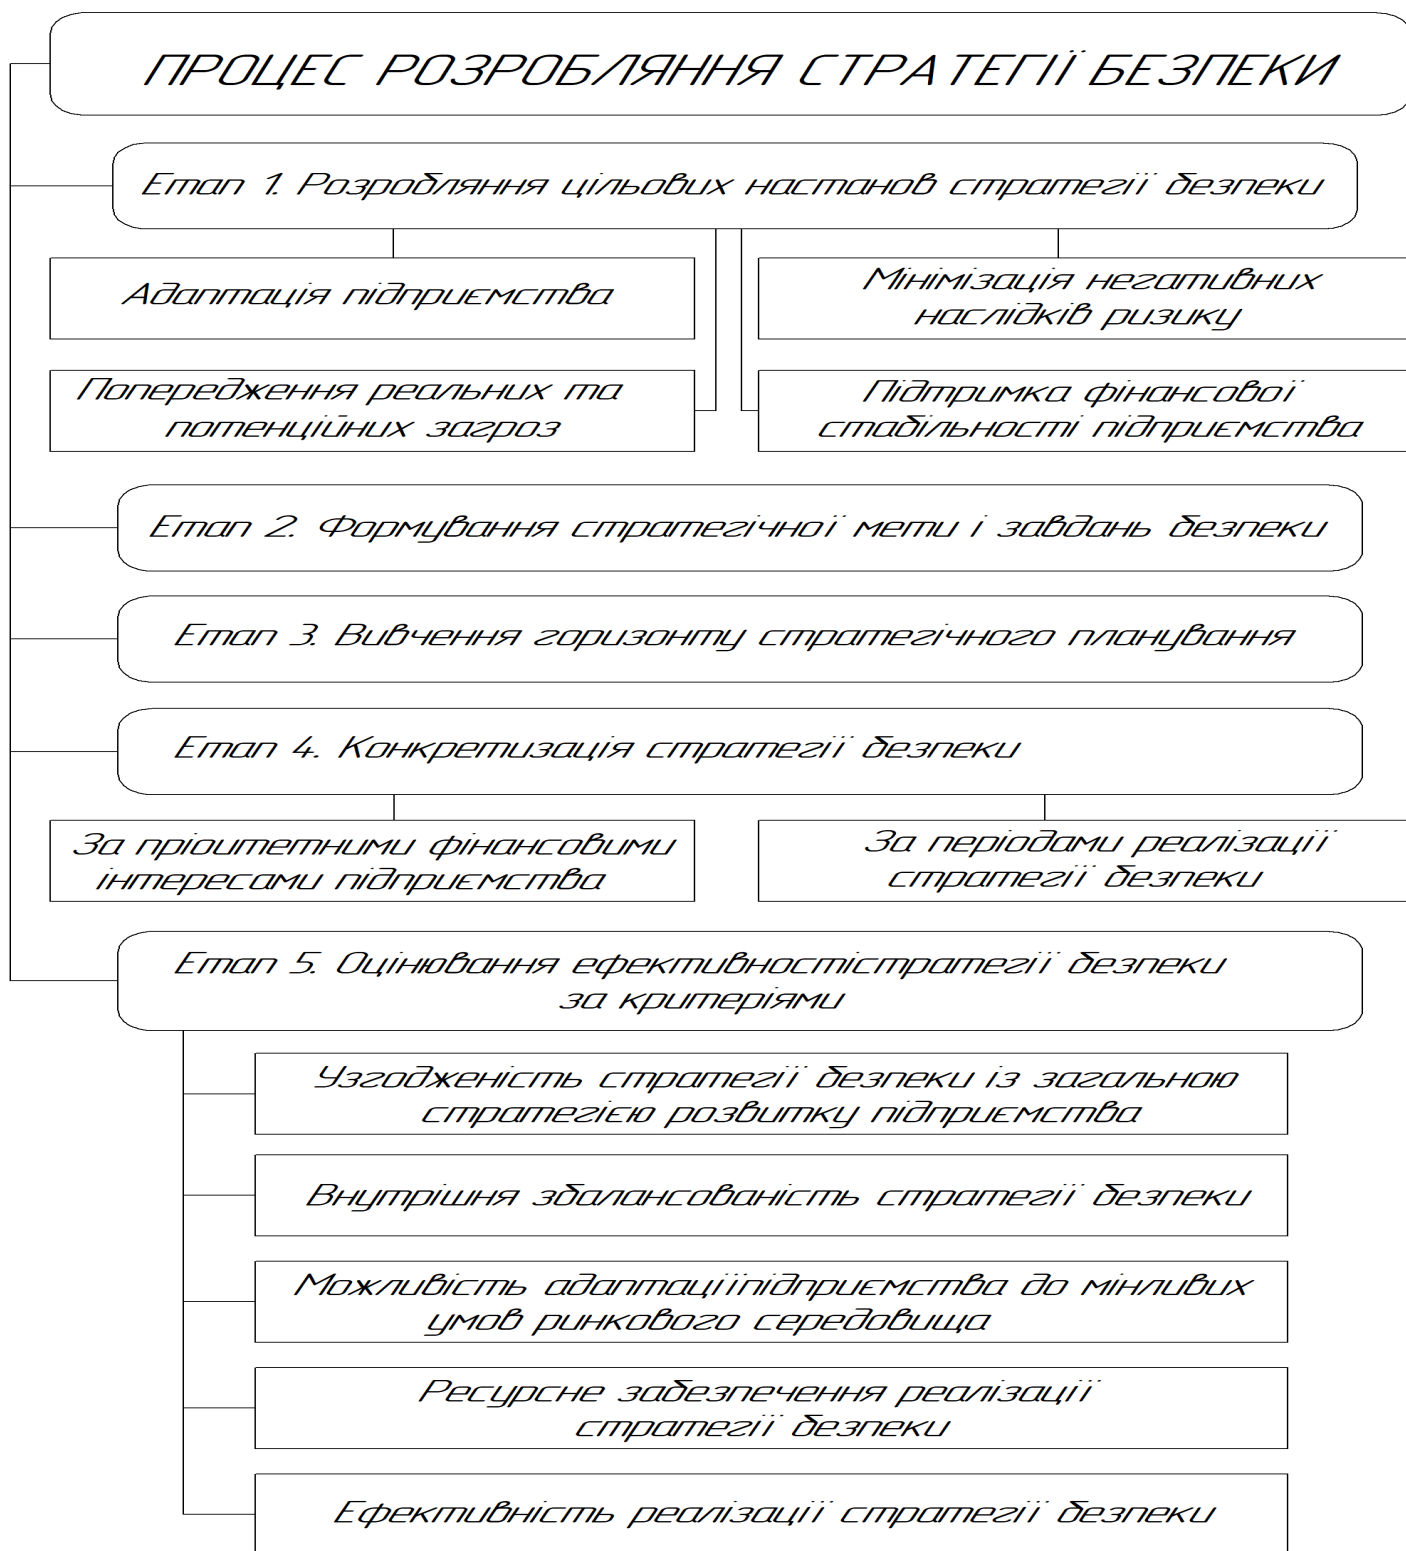 ПРОЦЕС РОЗРОБЛЯННЯ СТРАТЕГІЇ БЕЗПЕКИ
Етап 1. Розробляння цільових настанов стратегії безпеки
Адаптація підприємства
Мінімізація негативних
наслідків ризику
Попередження реальних та
потенційних загроз
Підтримка фінансової
стабільності підприємства
Етап 2. Формування стратегічної мети і завдань безпеки
Етап 3. Вивчення горизонту стратегічного планування
Етап 4. Конкретизація стратегії безпеки
За пріоитетними фінансовими
інтересами підприємства
За періодами реалізації
стратегії безпеки
Етап 5. Оцінювання ефективностістратегії безпеки
за критеріями
Узгодженість стратегії безпеки із загальною
стратегією розвитку підприємства
Внутрішня збалансованість стратегії безпеки
Можливість адаптаціїпідприємства до мінливих
умов ринкового середовища
Ресурсне забезпечення реалізації
стратегії безпеки
Ефективність реалізації стратегії безпеки